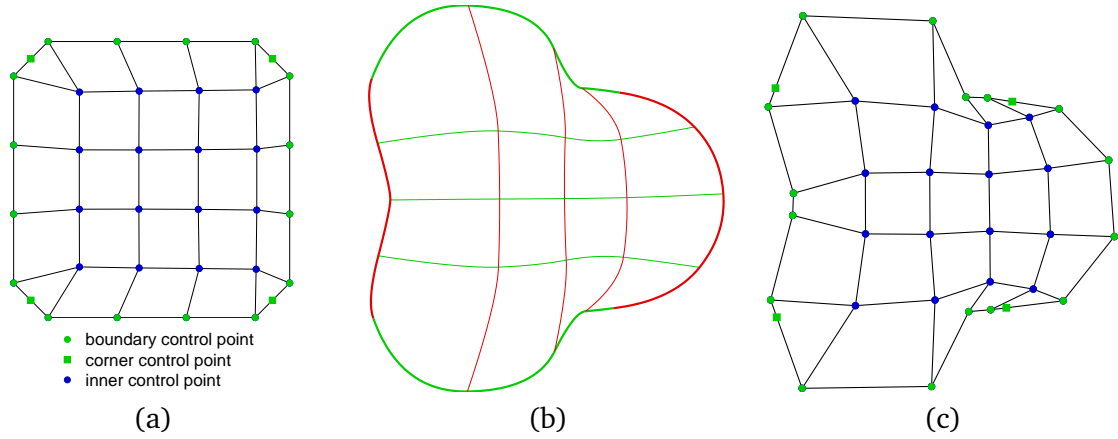 boundary control point
corner control point
inner control point
(a)
(b)
(c)